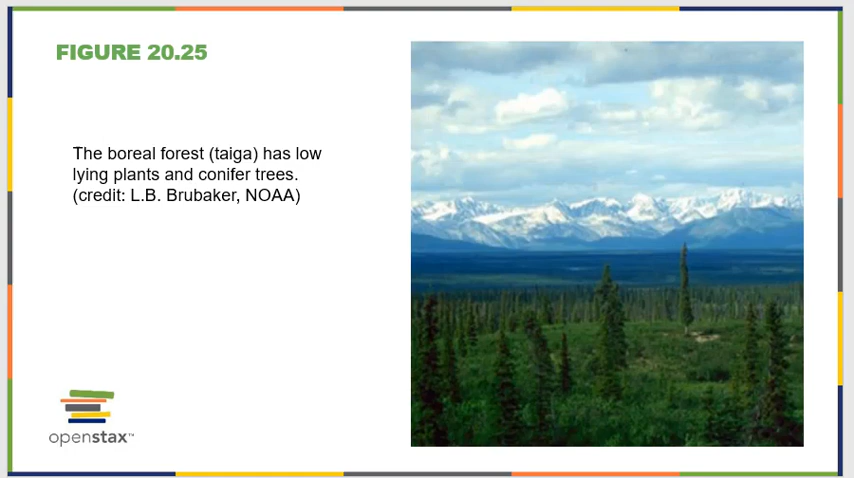 FIGURE 20.25
The boreal forest (taiga) has low
lying plants and conifer trees.
(credit: L.B. Brubaker, NOAA)
openstax™